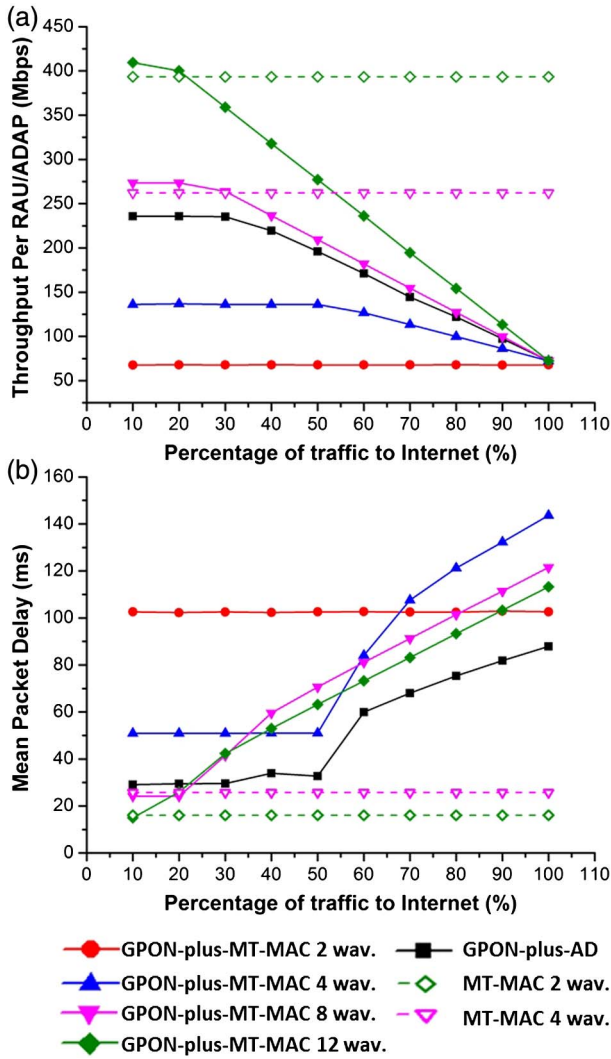 (a)
450
400
350
300
250
200
150
100
50
Throughput Per RAU/ADAP (Mbps)
0 10 20 30 40 50 60 70 80 90 100 110
Percentage of traffic to Internet (%)
(b)
160
140
120
100
80
60
40
20
0
Mean Packet Delay (ms)
0 10 20 30 40 50 60 70 80 90 100 110
Percentage of traffic to Internet (%)
GPON-plus-MT-MAC 2 wav.
GPON-plus-AD
GPON-plus-MT-MAC 4 wav.
MT-MAC 2 wav.
GPON-plus-MT-MAC 8 wav.
MT-MAC 4 wav.
GPON-plus-MT-MAC 12 wav.